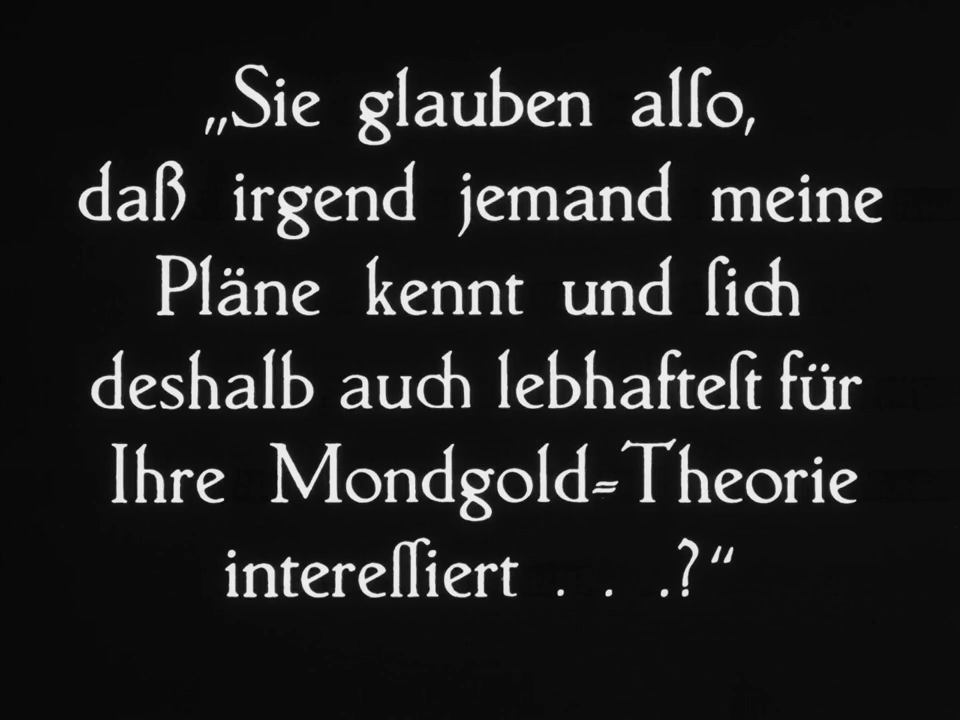 „Sie glauben alſo,
daß irgend jemand meine
Pläne kennt und ſich
deshalb auch lebhafteſt für
Ihre Mondgold=Theorie
intereſſiert . . .?“